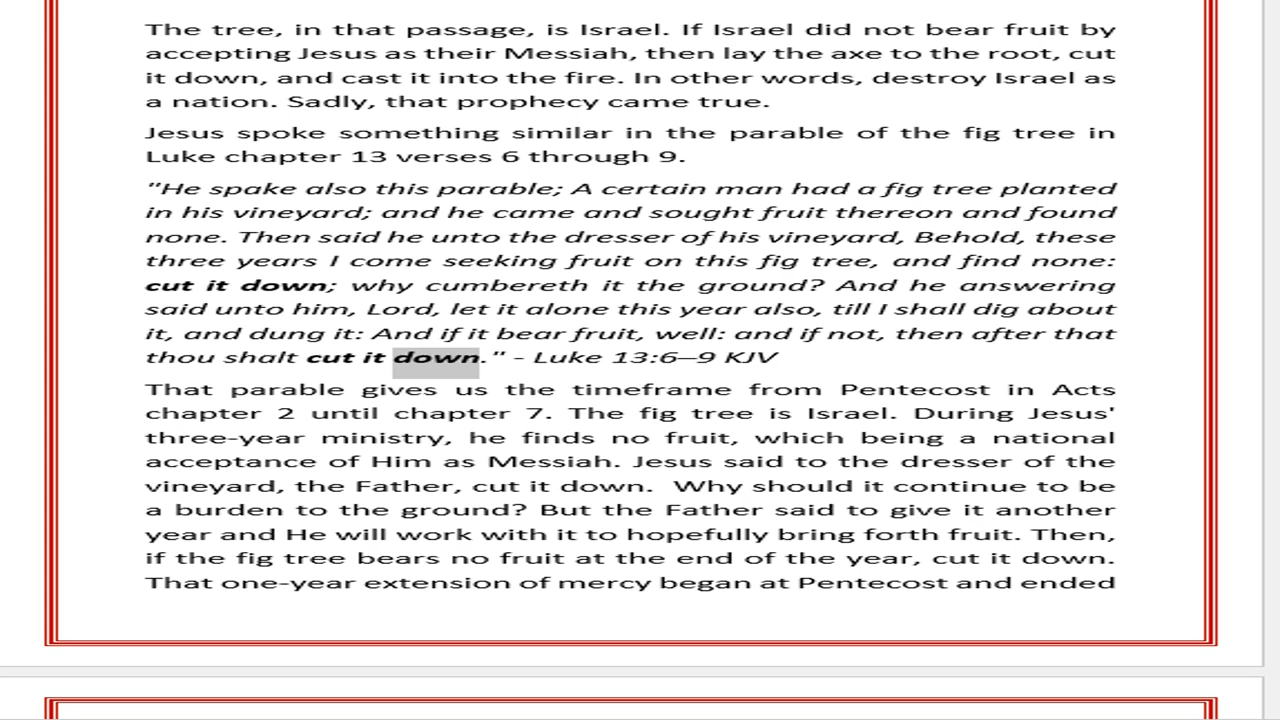 The tree, in that passage, is Israel. If Israel did not bear fruit by
accepting Jesus as their Messiah, then lay the axe to the root, cut
it down, and cast it into the fire. In other words, destroy Israel as
a nation. Sadly, that prophecy came true.
Jesus spoke something similar in the parable of the fig tree in
Luke chapter 13 verses 6 through 9.
"He spake also this parable; A certain man had a fig tree planted
in his vineyard; and he came and sought fruit thereon and found
none. Then said he unto the dresser of his vineyard, Behold, these
three years I come seeking fruit on this fig tree, and find none:
cut it down; why cumbereth it the ground? And he answering
said unto him, Lord, let it alone this year also, till I shall dig about
it, and dung it: And if it bear fruit, well: and if not, then after that
thou shalt cut it down." - Luke 13:6–9 KJV
That parable gives us the timeframe from Pentecost in Acts
chapter 2 until chapter 7. The fig tree is Israel. During Jesus'
three-year ministry, he finds no fruit, which being a national
acceptance of Him as Messiah. Jesus said to the dresser of the
vineyard, the Father, cut it down.  Why should it continue to be
a burden to the ground? But the Father said to give it another
year and He will work with it to hopefully bring forth fruit. Then,
if the fig tree bears no fruit at the end of the year, cut it down.
That one-year extension of mercy began at Pentecost and ended